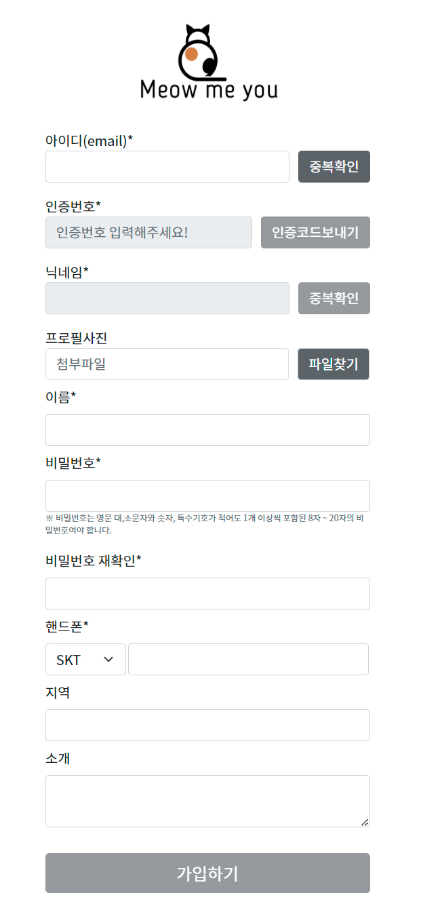 Meow me you
아이디(email)*
중복확인
인증번호*
인증번호 입력해주세요!
인증코드보내기
닉네임*
중복확인
프로필사진
첨부파일
파일찾기
이름*
비밀번호*
※ 비밀번호는 영문 대,소문자와 숫자, 특수기호가 적어도 1개 이상씩 포함된 8자 ~ 20자의 비
밀번호여야 합니다.
비밀번호 재확인*
핸드폰*
SKT
지역
소개
가입하기